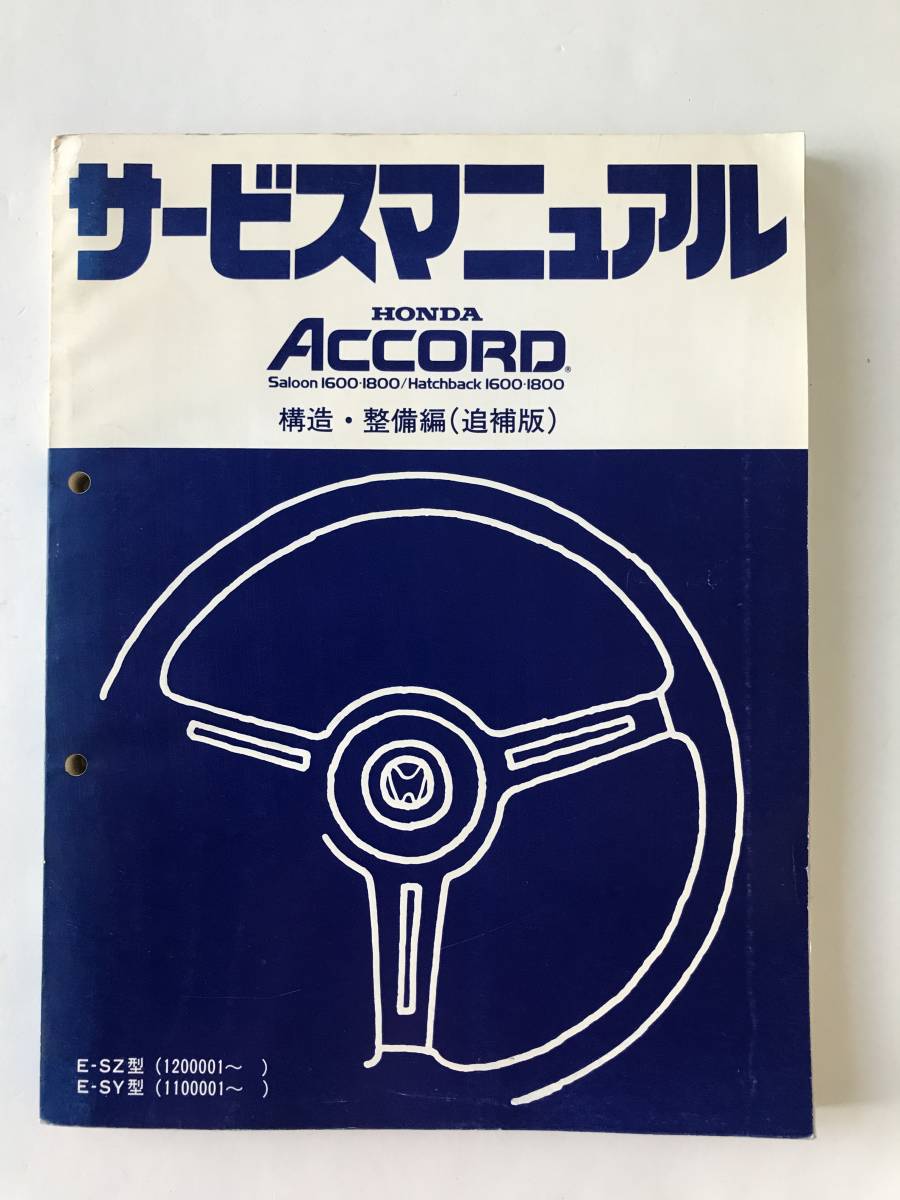 サービスマニュアル
HONDA
ACCORD®
Saloon 1600·1800/Hatchback 1600·1800
構造・整備編(追補版)
E-SZ型 (1200001～ )
E-SY型 (1100001～ )